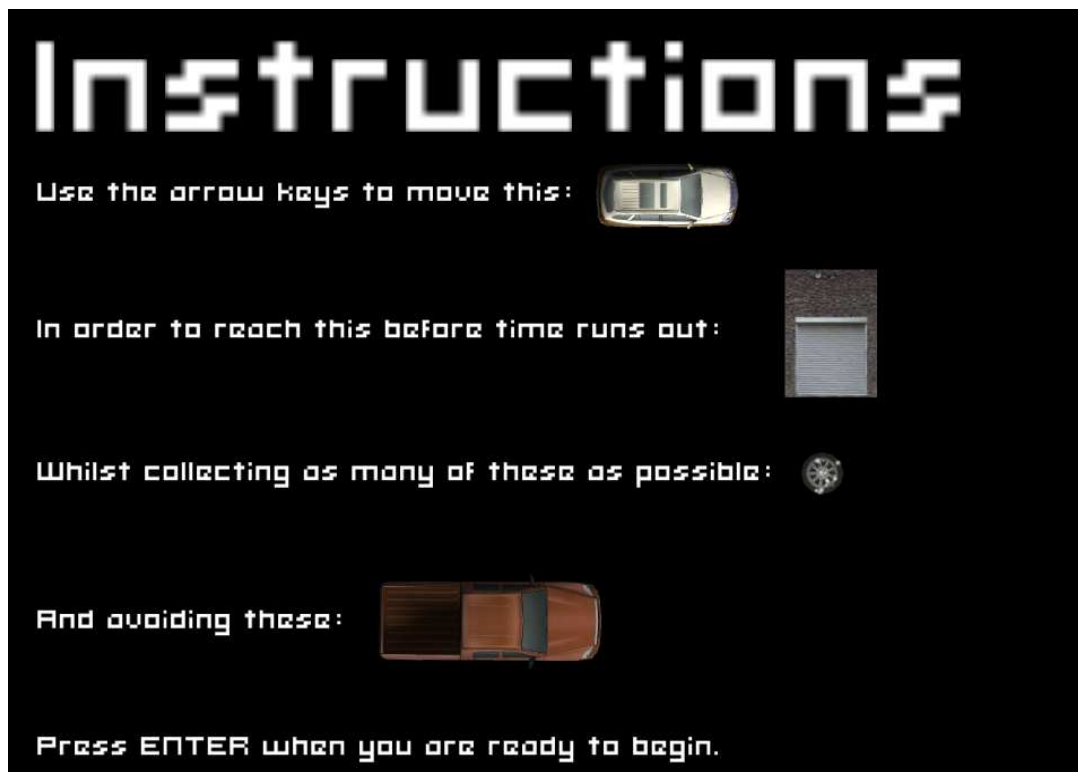 Instructions
Use the arrow keys to move this:
In order to reach this before time runs out:
Whilst collecting as many of these as possible:
And avoiding these:
Press ENTER when you are ready to begin.